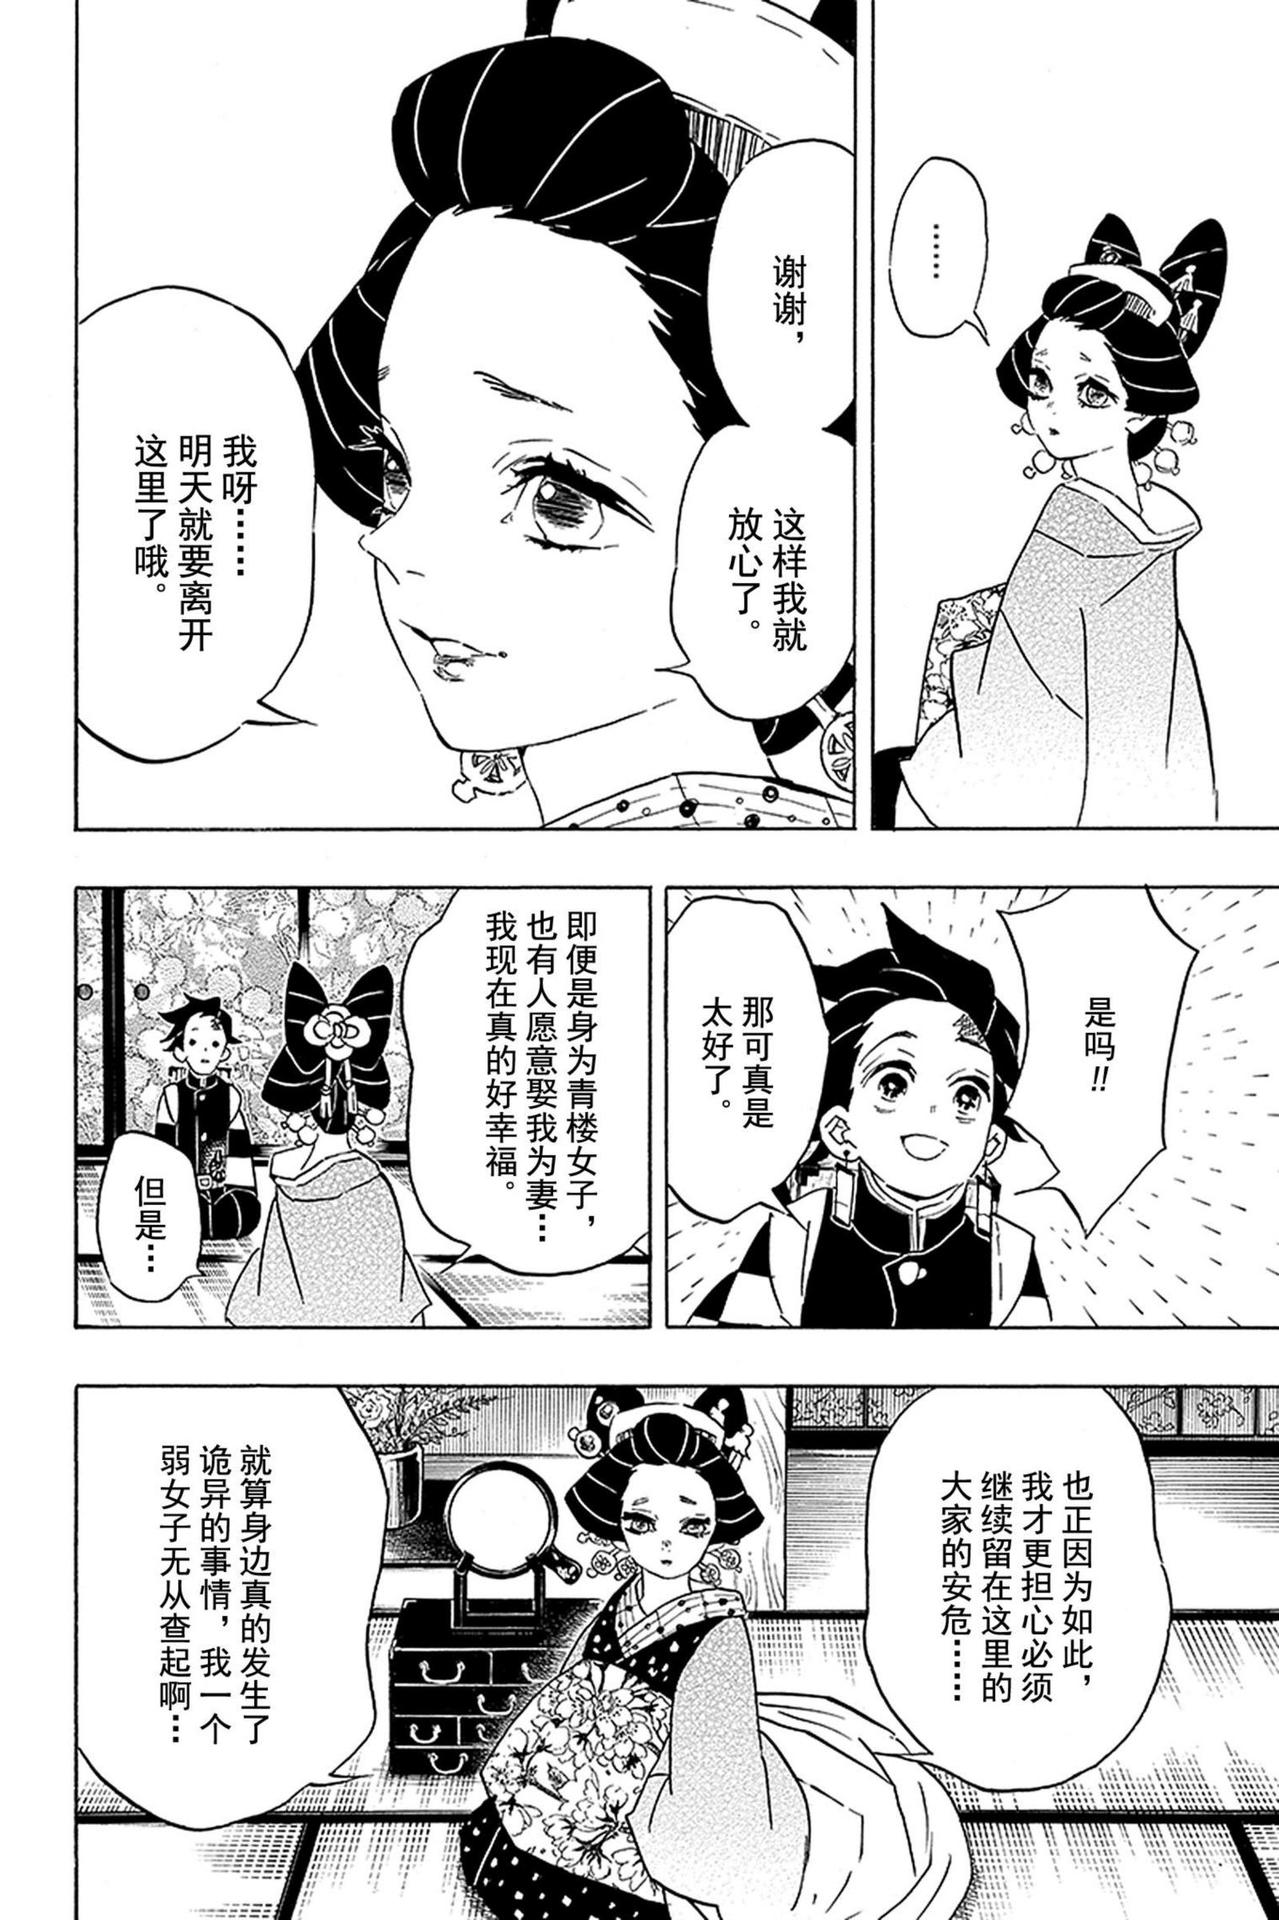 ……
谢谢，
这样我就
放心了。
我呀……
明天就要离开
这里了哦。
是吗!!
那可真是
太好了。
即便是身为青楼女子，
也有人愿意娶我为妻…
我现在真的好幸福。
但是…
也正因为如此，
我才更担心必须
继续留在这里的
大家的安危……
就算身边真的发生了
诡异的事情，我一个
弱女子无从查起啊…